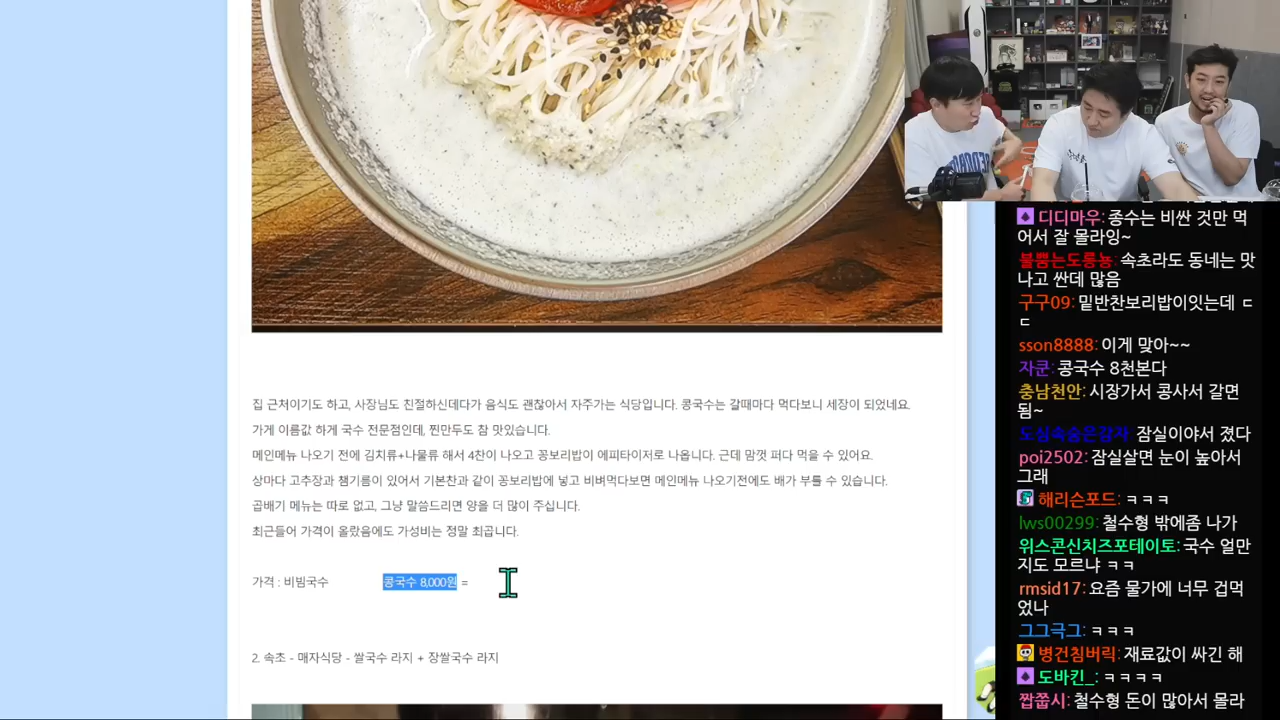 집 근처이기도 하고, 사장님도 친절하신데다가 음식도 괜찮아서 자주가는 식당입니다. 콩국수는 갈때마다 먹다보니 세장이 되었네요.
가게 이름값 하게 국수 전문점인데, 찐만두도 참 맛있습니다.
메인메뉴 나오기 전에 김치류+나물류 해서 4찬이 나오고 꽁보리밥이 에피타이저로 나옵니다. 근데 맘껏 퍼다 먹을 수 있어요.
상마다 고추장과 챔기름이 있어서 기본찬과 같이 꽁보리밥에 넣고 비벼먹다보면 메인메뉴 나오기전에도 배가 부를 수 있습니다.
곱배기 메뉴는 따로 없고, 그냥 말씀드리면 양을 더 많이 주십니다.
최근들어 가격이 올랐음에도 가성비는 정말 최곱니다.
가격 : 비빔국수 콩국수 8,000원 =
2. 속초 - 매자식당 - 쌀국수 라지 + 장쌀국수 라지
디디마우: 종수는 비싼 것만 먹
어서 잘 몰라잉~
불뿜는도롱뇽: 속초라도 동네는 맛
나고 싼데 많음
구구09: 밑반찬보리밥이잇는데 ㄷ
ㄷ
sson8888: 이게 맞아~~
자쿤: 콩국수 8천본다
충남천안: 시장가서 콩사서 갈면
됨~
도심속숨은감자: 잠실이야서 졌다
poi2502: 잠실살면 눈이 높아서
그래
해리슨포드: ㅋㅋㅋ
lws00299: 철수형 밖에좀 나가
위스콘신치즈포테이토: 국수 얼만
지도 모르냐 ㅋㅋ
rmsid17: 요즘 물가에 너무 겁먹
었나
그그극그: ㅋㅋㅋ
병건침버릭: 재료값이 싸긴 해
도바킨_: ㅋㅋㅋㅋ
짭쭙시: 철수형 돈이 많아서 몰라